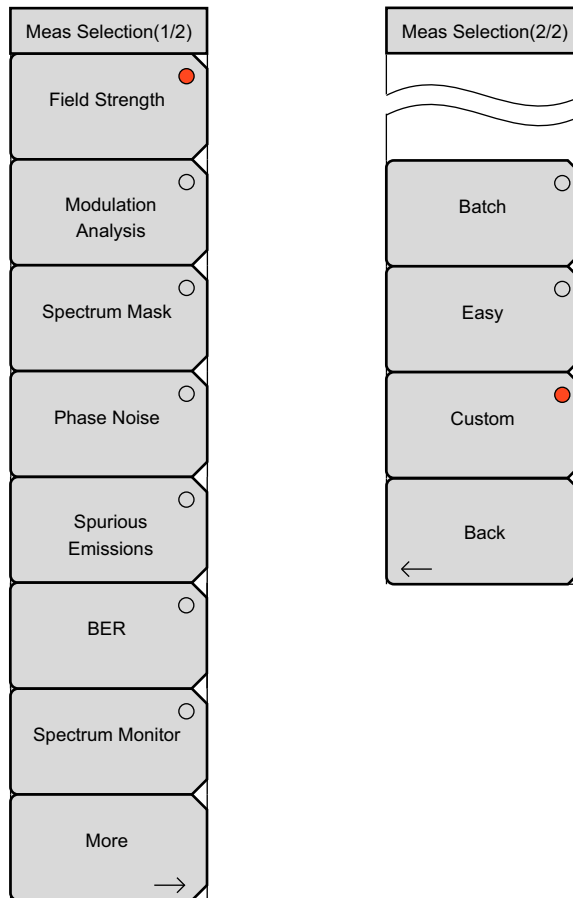 Meas Selection(1/2)
Field Strength
Modulation
Analysis
Spectrum Mask
Phase Noise
Spurious
Emissions
BER
Spectrum Monitor
More
Meas Selection(2/2)
Batch
Easy
Custom
Back